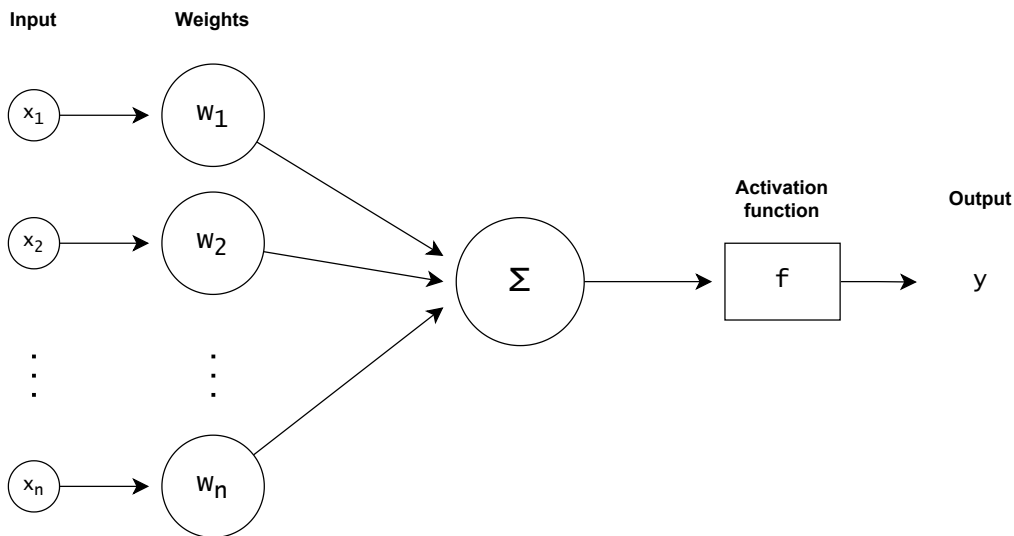 Input
Weights
x1
w1
x2
w2
Activation
function
Output
Σ
f
y
xn
wn